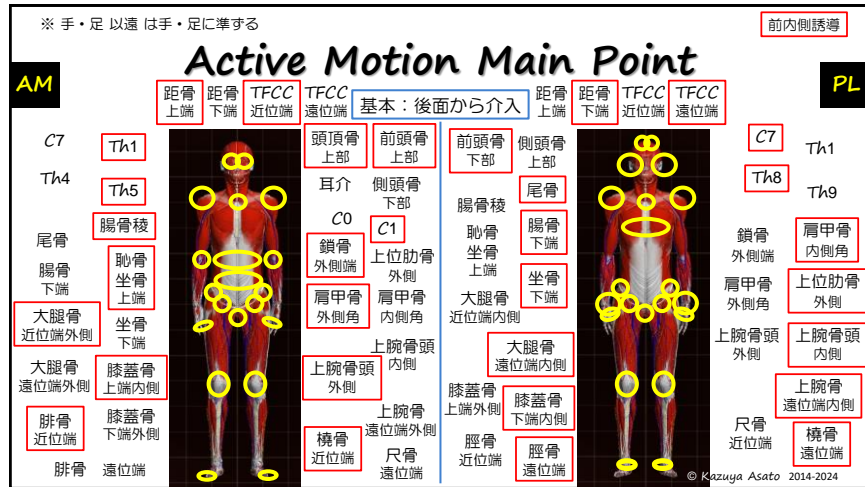 ※ 手・足 以遠 は手・足に準ずる
前内側誘導
Active Motion Main Point
AM
PL
距骨
上端
距骨
下端
TFCC
近位端
TFCC
遠位端
基本：後面から介入
距骨
上端
距骨
下端
TFCC
近位端
TFCC
遠位端
C7
Th1
Th4
Th5
腸骨稜
尾骨
恥骨
坐骨
上端
腸骨
下端
大腿骨
近位端外側
坐骨
下端
大腿骨
遠位端外側
膝蓋骨
上端内側
腓骨
近位端
膝蓋骨
下端外側
腓骨 遠位端
頭頂骨
上部
前頭骨
上部
耳介
側頭骨
下部
C0
C1
鎖骨
外側端
上位肋骨
外側
肩甲骨
外側角
肩甲骨
内側角
上腕骨頭
内側
上腕骨頭
外側
上腕骨
遠位端外側
橈骨
近位端
尺骨
遠位端
前頭骨
下部
側頭骨
上部
尾骨
腸骨稜
腸骨
下端
恥骨
坐骨
上端
坐骨
下端
大腿骨
近位端内側
大腿骨
遠位端内側
膝蓋骨
上端外側
膝蓋骨
下端内側
脛骨
近位端
脛骨
遠位端
C7
Th1
Th8
Th9
鎖骨
外側端
肩甲骨
内側角
肩甲骨
外側角
上位肋骨
外側
上腕骨頭
外側
上腕骨頭
内側
上腕骨
遠位端内側
尺骨
近位端
橈骨
遠位端
© Kazuya Asato 2014-2024